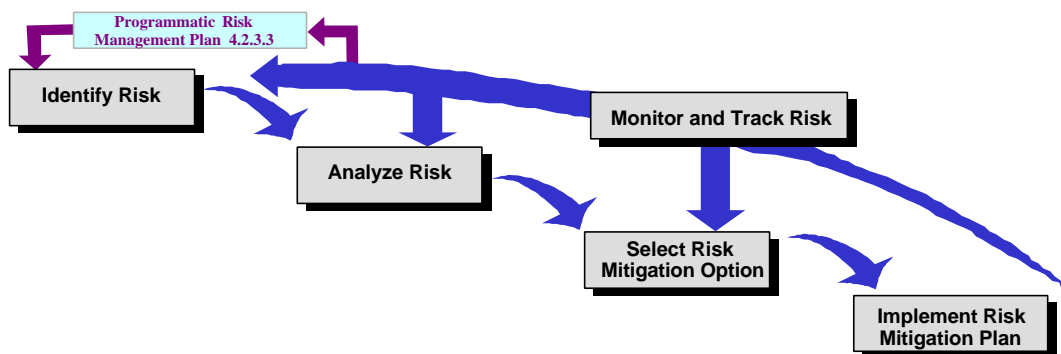 Programmatic Risk
Management Plan 4.2.3.3
Identify Risk
Monitor and Track Risk
Analyze Risk
Select Risk
Mitigation Option
Implement Risk
Mitigation Plan